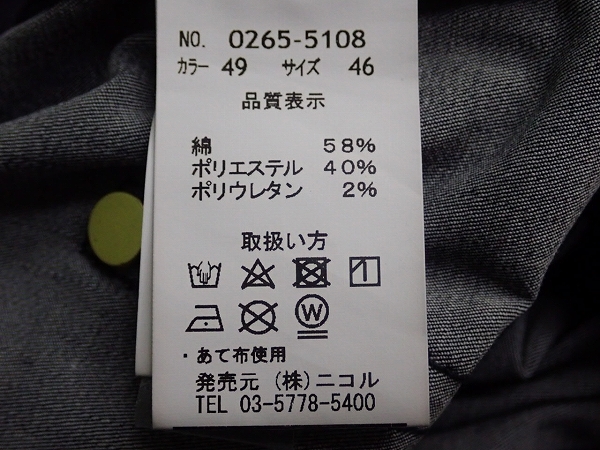 NO. 0265-5108
カラー 49 サイズ 46
品質表示
綿 58%
ポリエステル 40%
ポリウレタン 2%
取扱い方
W
・あて布使用
発売元 (株)ニコル
TEL 03-5778-5400